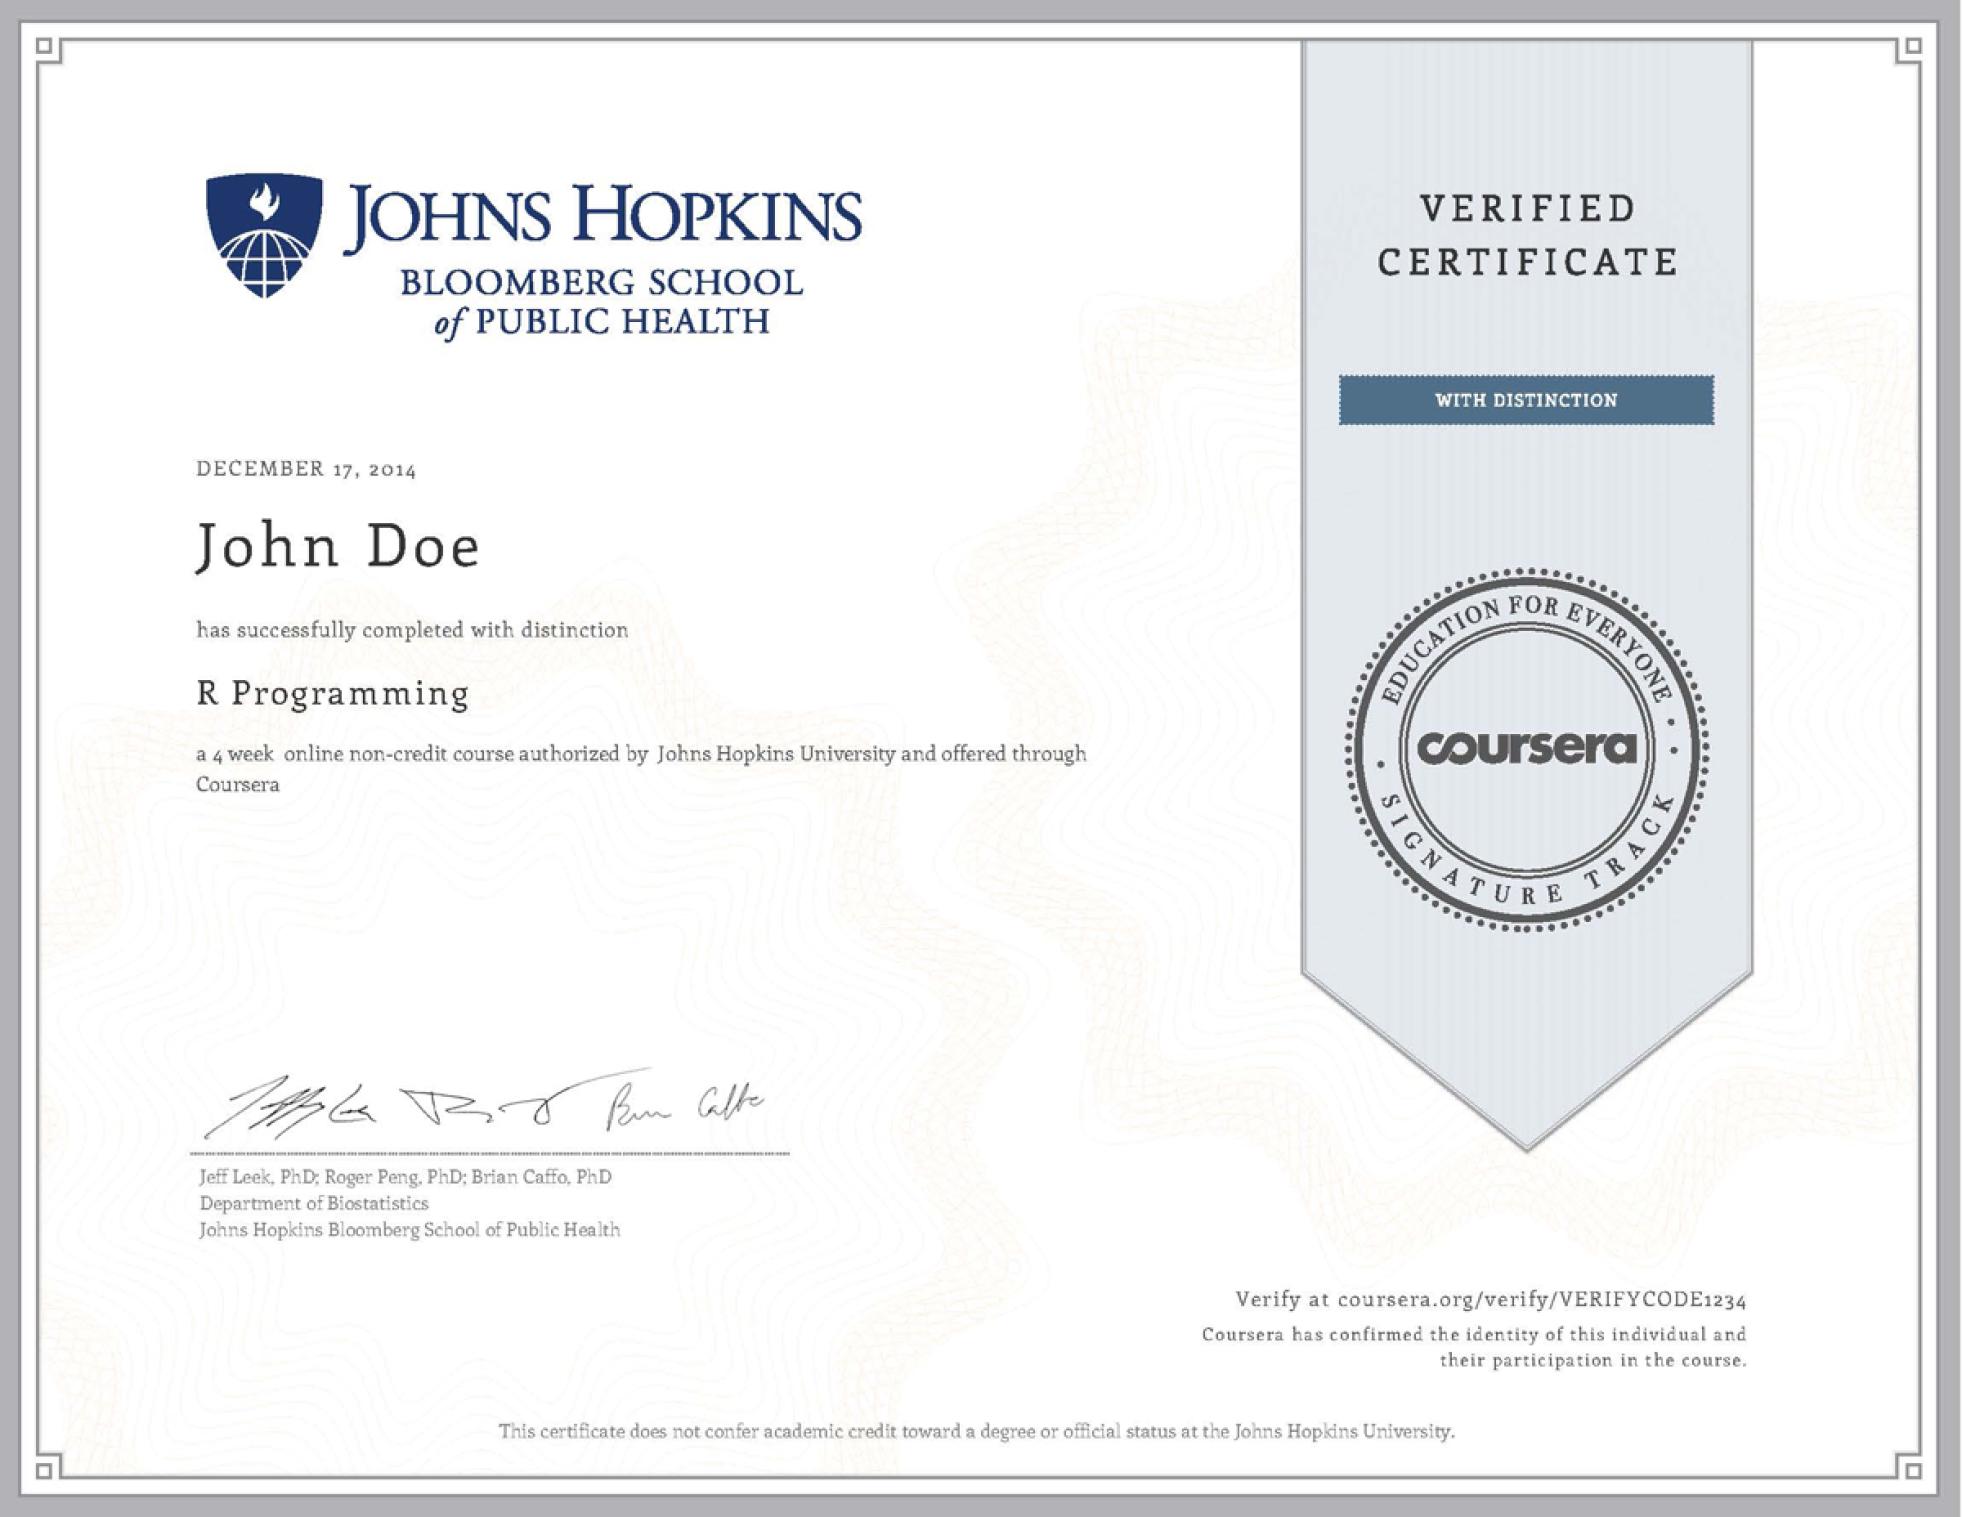 JOHNS HOPKINS
BLOOMBERG SCHOOL
of PUBLIC HEALTH
DECEMBER 17, 2014
John Doe
has successfully completed with distinction
R Programming
a 4 week online non-credit course authorized by Johns Hopkins University and offered through
Coursera
Jeff Leek, PhD; Roger Peng, PhD; Brian Caffo, PhD
Department of Biostatistics
Johns Hopkins Bloomberg School of Public Health
VERIFIED
CERTIFICATE
WITH DISTINCTION
EDUCATION FOR EVERYONE
coursera
SIGNATURE TRACK
Verify at coursera.org/verify/VERIFYCODE1234
Coursera has confirmed the identity of this individual and
their participation in the course.
This certificate does not confer academic credit toward a degree or official status at the Johns Hopkins University.